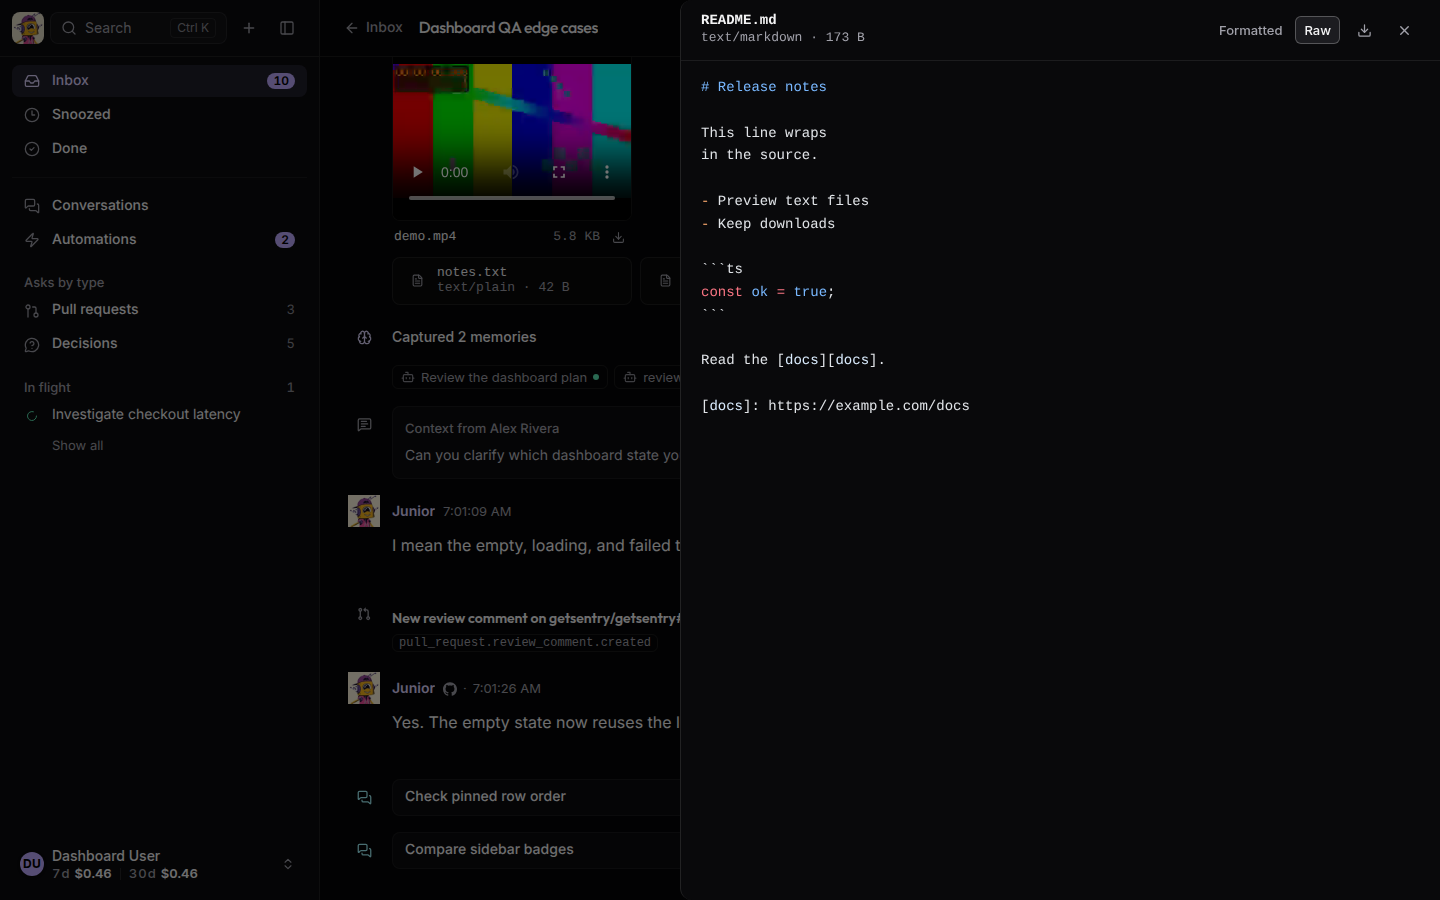 Search
Ctrl K
Inbox
10
Snoozed
Done
Conversations
Automations
2
Asks by type
Pull requests
3
Decisions
5
In flight
1
Investigate checkout latency
Show all
DU
Dashboard User
7d $0.46
30d $0.46
Inbox
Dashboard QA edge cases
0:00
demo.mp4
5.8 KB
notes.txt
text/plain · 42 B
Captured 2 memories
Review the dashboard plan
review
Context from Alex Rivera
Can you clarify which dashboard state yo
Junior 7:01:09 AM
I mean the empty, loading, and failed t
New review comment on getsentry/getsentry#
pull_request.review_comment.created
Junior · 7:01:26 AM
Yes. The empty state now reuses the l
Check pinned row order
Compare sidebar badges
README.md
text/markdown · 173 B
Formatted
Raw
# Release notes
This line wraps
in the source.
- Preview text files
- Keep downloads
```ts
const ok = true;
```
Read the [docs][docs].
[docs]: https://example.com/docs